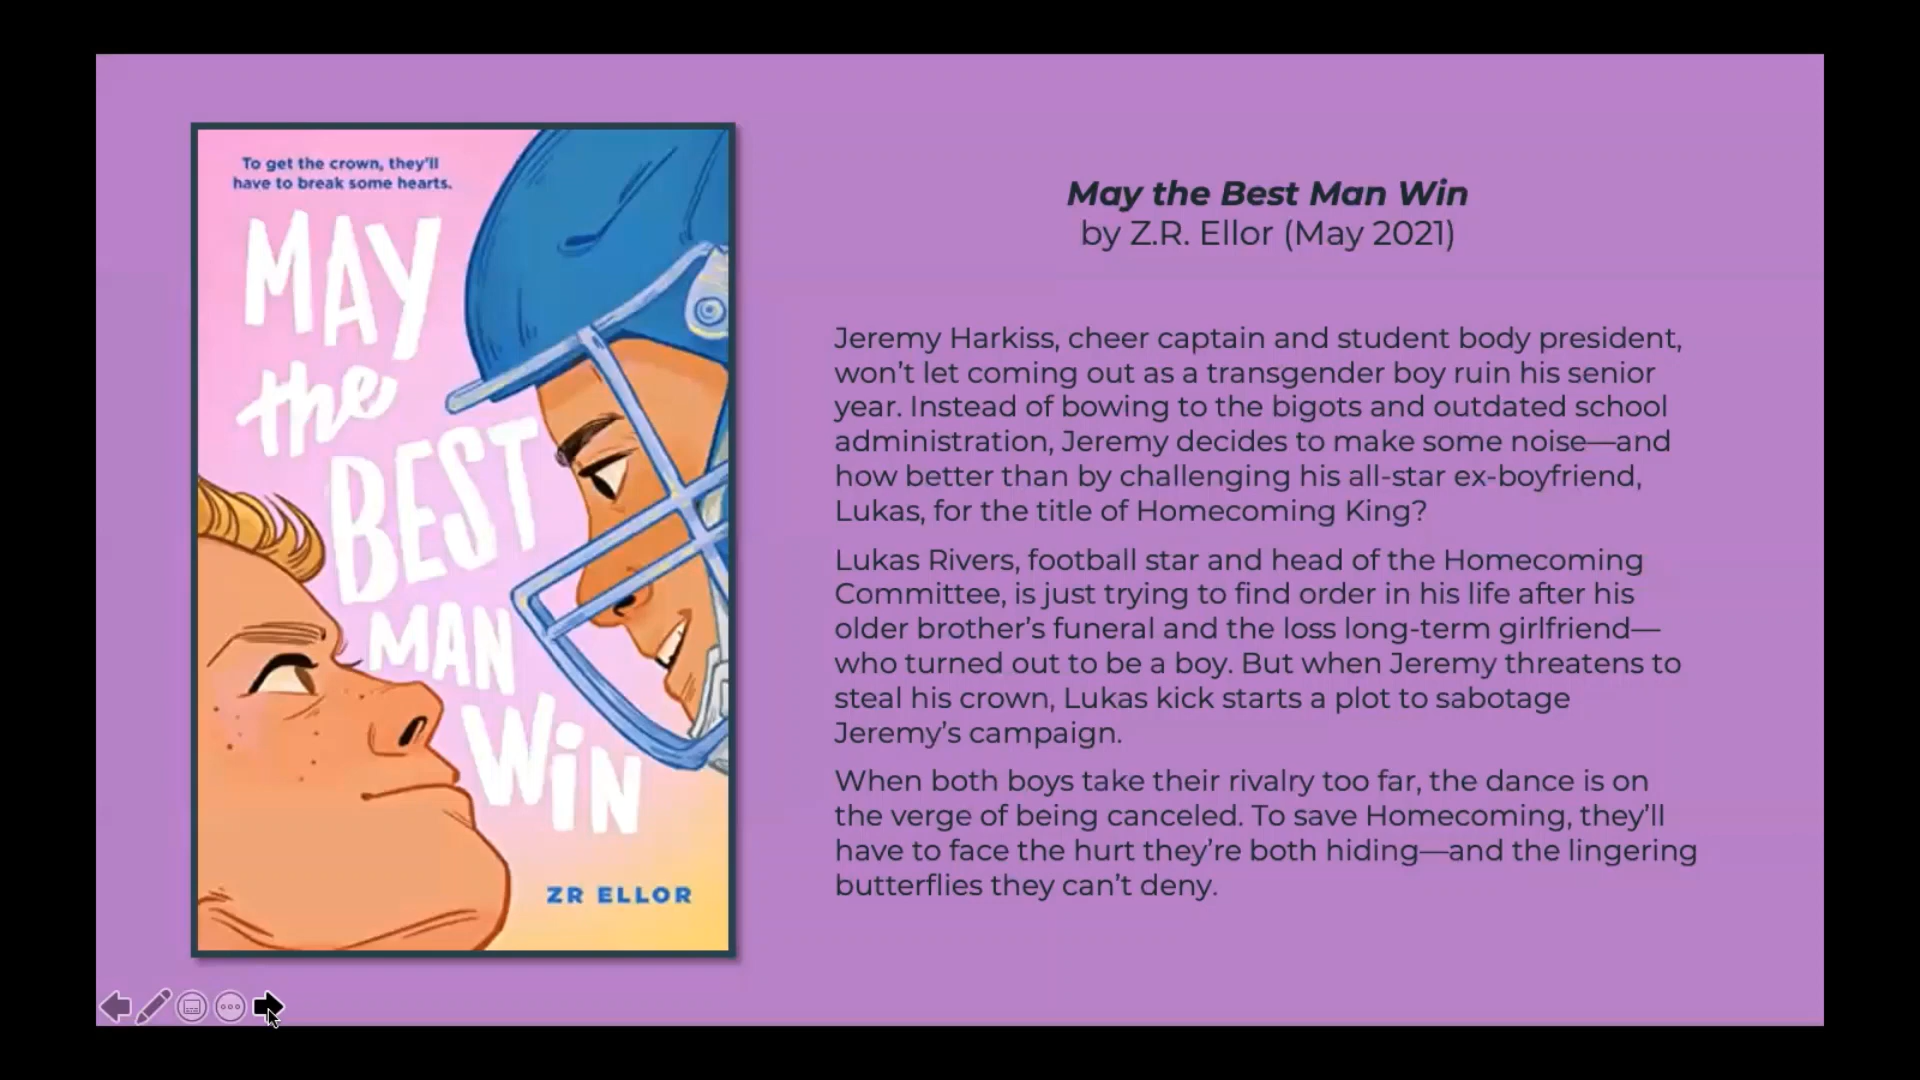 To get the crown, they'll
have to break some hearts.
MAY
the
BEST
MAN
WiN
ZR ELLOR
May the Best Man Win
by Z.R. Ellor (May 2021)
Jeremy Harkiss, cheer captain and student body president,
won't let coming out as a transgender boy ruin his senior
year. Instead of bowing to the bigots and outdated school
administration, Jeremy decides to make some noise—and
how better than by challenging his all-star ex-boyfriend,
Lukas, for the title of Homecoming King?
Lukas Rivers, football star and head of the Homecoming
Committee, is just trying to find order in his life after his
older brother's funeral and the loss long-term girlfriend—
who turned out to be a boy. But when Jeremy threatens to
steal his crown, Lukas kick starts a plot to sabotage
Jeremy's campaign.
When both boys take their rivalry too far, the dance is on
the verge of being canceled. To save Homecoming, they'll
have to face the hurt they're both hiding—and the lingering
butterflies they can't deny.